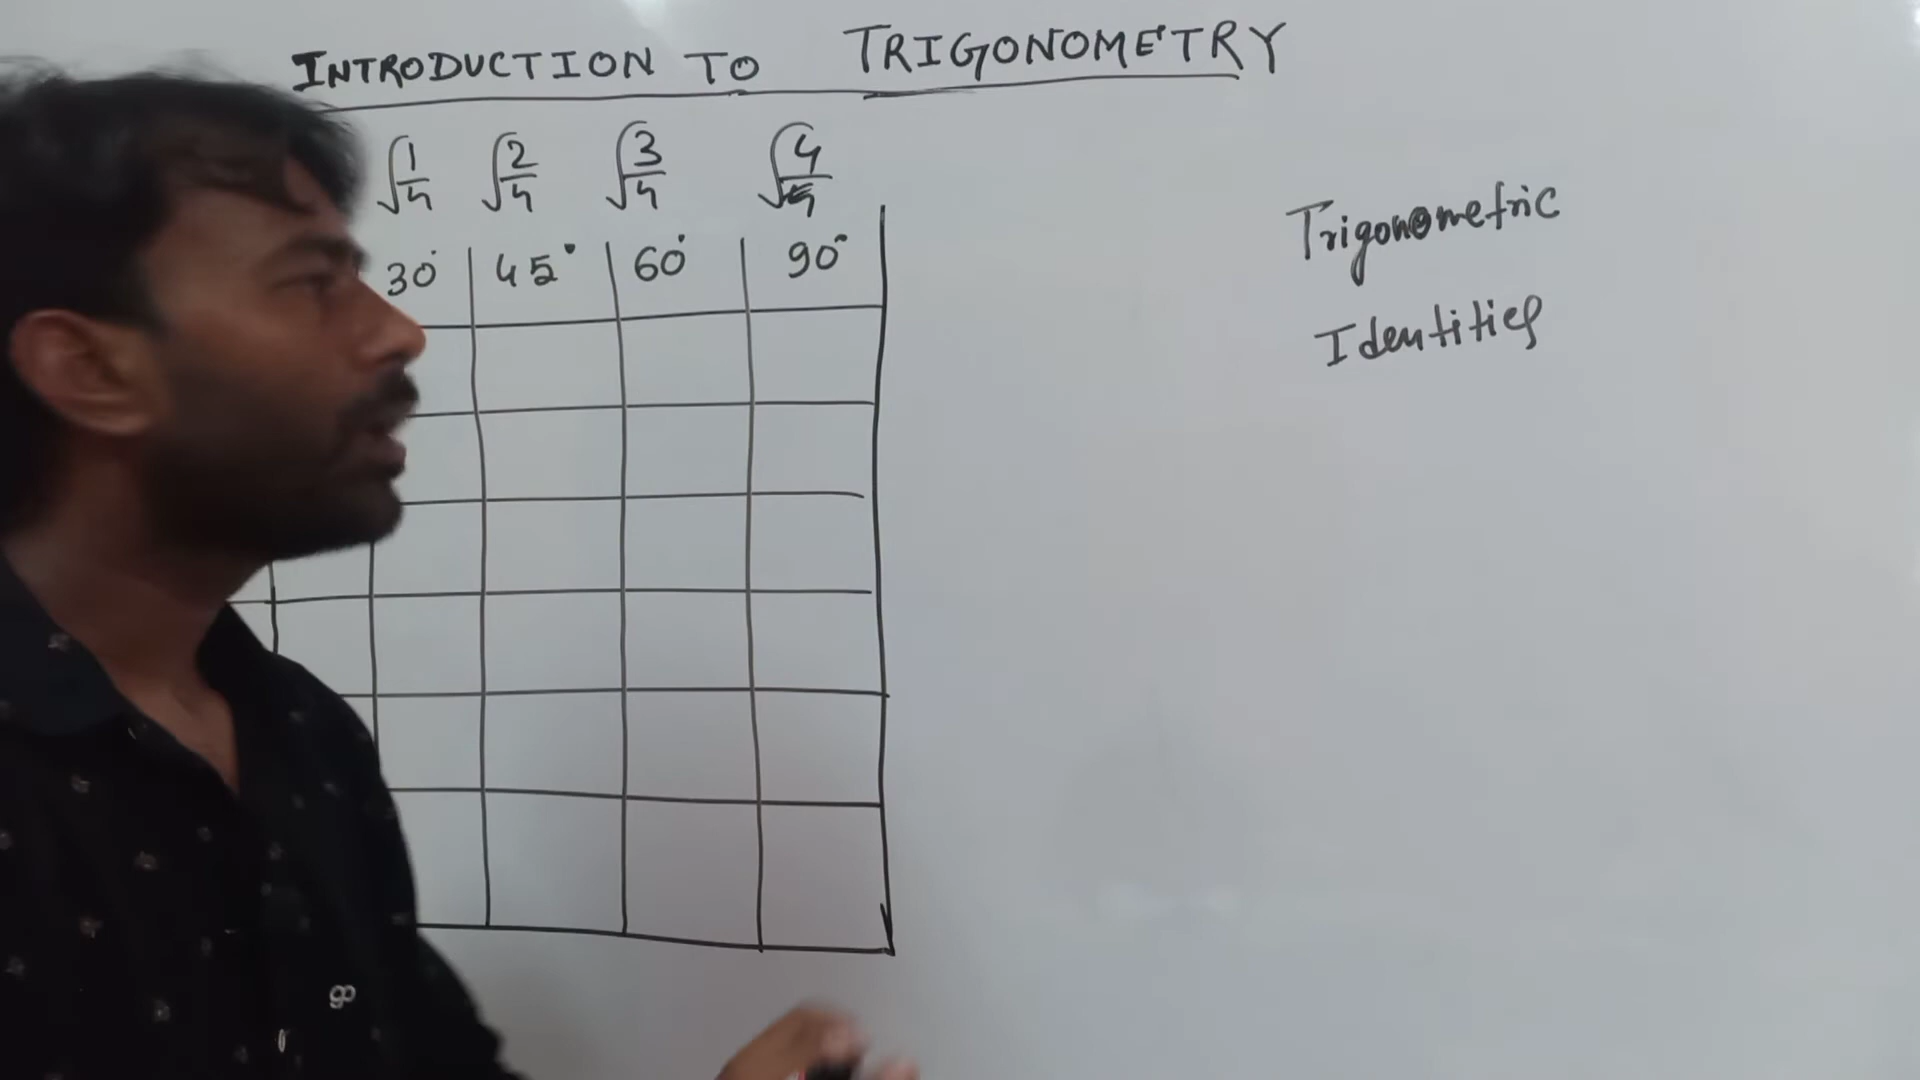 INTRODUCTION TO TRIGONOMETRY
√1/4 √2/4 √3/4 √4/4
30° 45° 60° 90°
Trigonometric
Identities